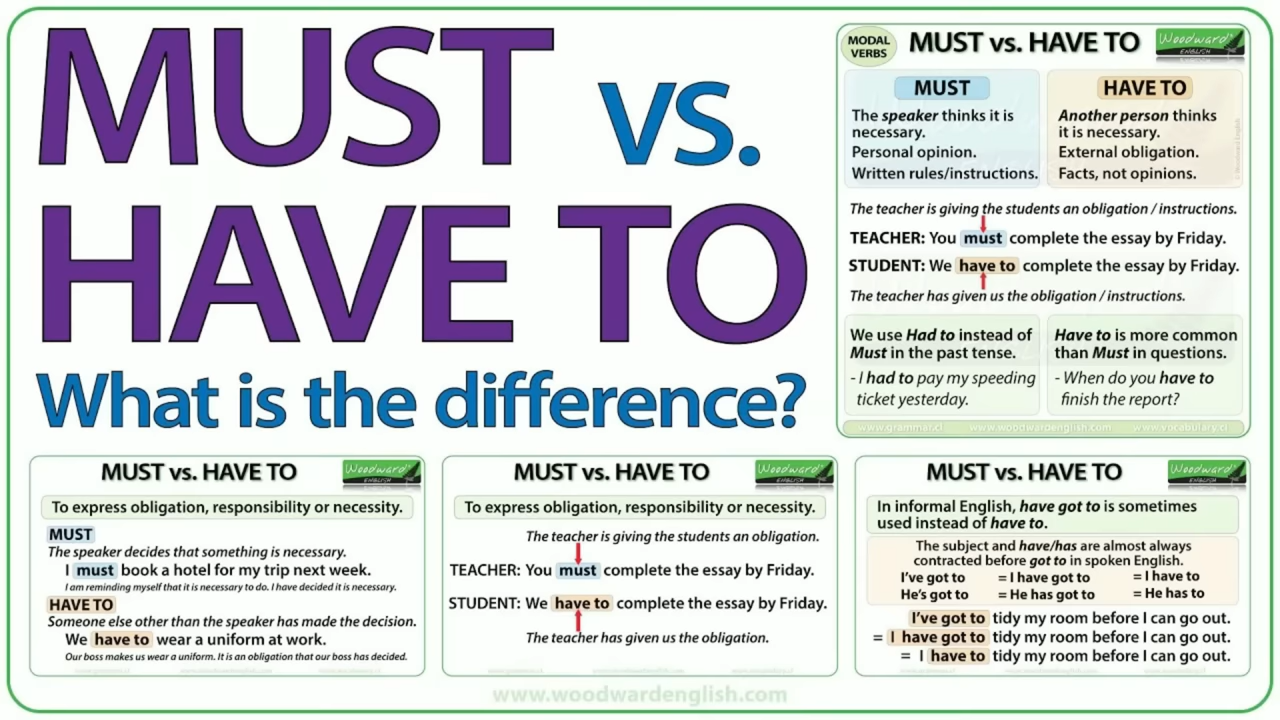 MUST vs.
HAVE TO
What is the difference?
MODAL
VERBS
MUST vs. HAVE TO
Woodward
ENGLISH
MUST
The speaker thinks it is
necessary.
Personal opinion.
Written rules/instructions.
HAVE TO
Another person thinks
it is necessary.
External obligation.
Facts, not opinions.
The teacher is giving the students an obligation / instructions.
TEACHER: You must complete the essay by Friday.
STUDENT: We have to complete the essay by Friday.
The teacher has given us the obligation / instructions.
We use Had to instead of
Must in the past tense.
- I had to pay my speeding
ticket yesterday.
Have to is more common
than Must in questions.
- When do you have to
finish the report?
www.grammar.cl www.woodwardenglish.com www.vocabulary.cl
MUST vs. HAVE TO
Woodward
ENGLISH
To express obligation, responsibility or necessity.
MUST
The speaker decides that something is necessary.
I must book a hotel for my trip next week.
I am reminding myself that it is necessary to do. I have decided it is necessary.
HAVE TO
Someone else other than the speaker has made the decision.
We have to wear a uniform at work.
Our boss makes us wear a uniform. It is an obligation that our boss has decided.
MUST vs. HAVE TO
Woodward
ENGLISH
To express obligation, responsibility or necessity.
The teacher is giving the students an obligation.
TEACHER: You must complete the essay by Friday.
STUDENT: We have to complete the essay by Friday.
The teacher has given us the obligation.
MUST vs. HAVE TO
Woodward
ENGLISH
In informal English, have got to is sometimes
used instead of have to.
The subject and have/has are almost always
contracted before got to in spoken English.
I've got to = I have got to = I have to
He's got to = He has got to = He has to
I've got to tidy my room before I can go out.
= I have got to tidy my room before I can go out.
= I have to tidy my room before I can go out.
www.woodwardenglish.com